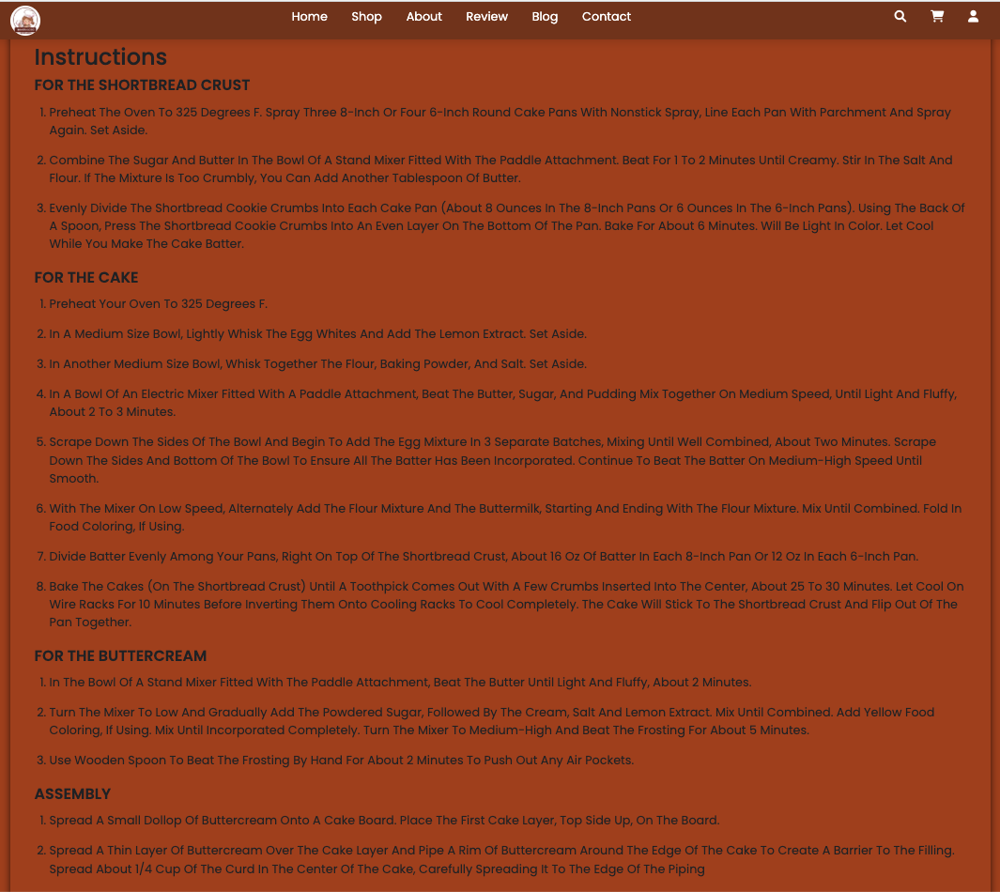 Home Shop About Review Blog Contact
Instructions
FOR THE SHORTBREAD CRUST
1. Preheat The Oven To 325 Degrees F. Spray Three 8-Inch Or Four 6-Inch Round Cake Pans With Nonstick Spray, Line Each Pan With Parchment And Spray
Again. Set Aside.
2. Combine The Sugar And Butter In The Bowl Of A Stand Mixer Fitted With The Paddle Attachment. Beat For 1 To 2 Minutes Until Creamy. Stir In The Salt And
Flour. If The Mixture Is Too Crumbly, You Can Add Another Tablespoon Of Butter.
3. Evenly Divide The Shortbread Cookie Crumbs Into Each Cake Pan (About 8 Ounces In The 8-Inch Pans Or 6 Ounces In The 6-Inch Pans). Using The Back Of
A Spoon, Press The Shortbread Cookie Crumbs Into An Even Layer On The Bottom Of The Pan. Bake For About 6 Minutes. Will Be Light In Color. Let Cool
While You Make The Cake Batter.
FOR THE CAKE
1. Preheat Your Oven To 325 Degrees F.
2. In A Medium Size Bowl, Lightly Whisk The Egg Whites And Add The Lemon Extract. Set Aside.
3. In Another Medium Size Bowl, Whisk Together The Flour, Baking Powder, And Salt. Set Aside.
4. In A Bowl Of An Electric Mixer Fitted With A Paddle Attachment, Beat The Butter, Sugar, And Pudding Mix Together On Medium Speed, Until Light And Fluffy,
About 2 To 3 Minutes.
5. Scrape Down The Sides Of The Bowl And Begin To Add The Egg Mixture In 3 Separate Batches, Mixing Until Well Combined, About Two Minutes. Scrape
Down The Sides And Bottom Of The Bowl To Ensure All The Batter Has Been Incorporated. Continue To Beat The Batter On Medium-High Speed Until
Smooth.
6. With The Mixer On Low Speed, Alternately Add The Flour Mixture And The Buttermilk, Starting And Ending With The Flour Mixture. Mix Until Combined. Fold In
Food Coloring, If Using.
7. Divide Batter Evenly Among Your Pans, Right On Top Of The Shortbread Crust, About 16 Oz Of Batter In Each 8-Inch Pan Or 12 Oz In Each 6-Inch Pan.
8. Bake The Cakes (On The Shortbread Crust) Until A Toothpick Comes Out With A Few Crumbs Inserted Into The Center, About 25 To 30 Minutes. Let Cool On
Wire Racks For 10 Minutes Before Inverting Them Onto Cooling Racks To Cool Completely. The Cake Will Stick To The Shortbread Crust And Flip Out Of The
Pan Together.
FOR THE BUTTERCREAM
1. In The Bowl Of A Stand Mixer Fitted With The Paddle Attachment, Beat The Butter Until Light And Fluffy, About 2 Minutes.
2. Turn The Mixer To Low And Gradually Add The Powdered Sugar, Followed By The Cream, Salt And Lemon Extract. Mix Until Combined. Add Yellow Food
Coloring, If Using. Mix Until Incorporated Completely. Turn The Mixer To Medium-High And Beat The Frosting For About 5 Minutes.
3. Use Wooden Spoon To Beat The Frosting By Hand For About 2 Minutes To Push Out Any Air Pockets.
ASSEMBLY
1. Spread A Small Dollop Of Buttercream Onto A Cake Board. Place The First Cake Layer, Top Side Up, On The Board.
2. Spread A Thin Layer Of Buttercream Over The Cake Layer And Pipe A Rim Of Buttercream Around The Edge Of The Cake To Create A Barrier To The Filling.
Spread About 1/4 Cup Of The Curd In The Center Of The Cake, Carefully Spreading It To The Edge Of The Piping